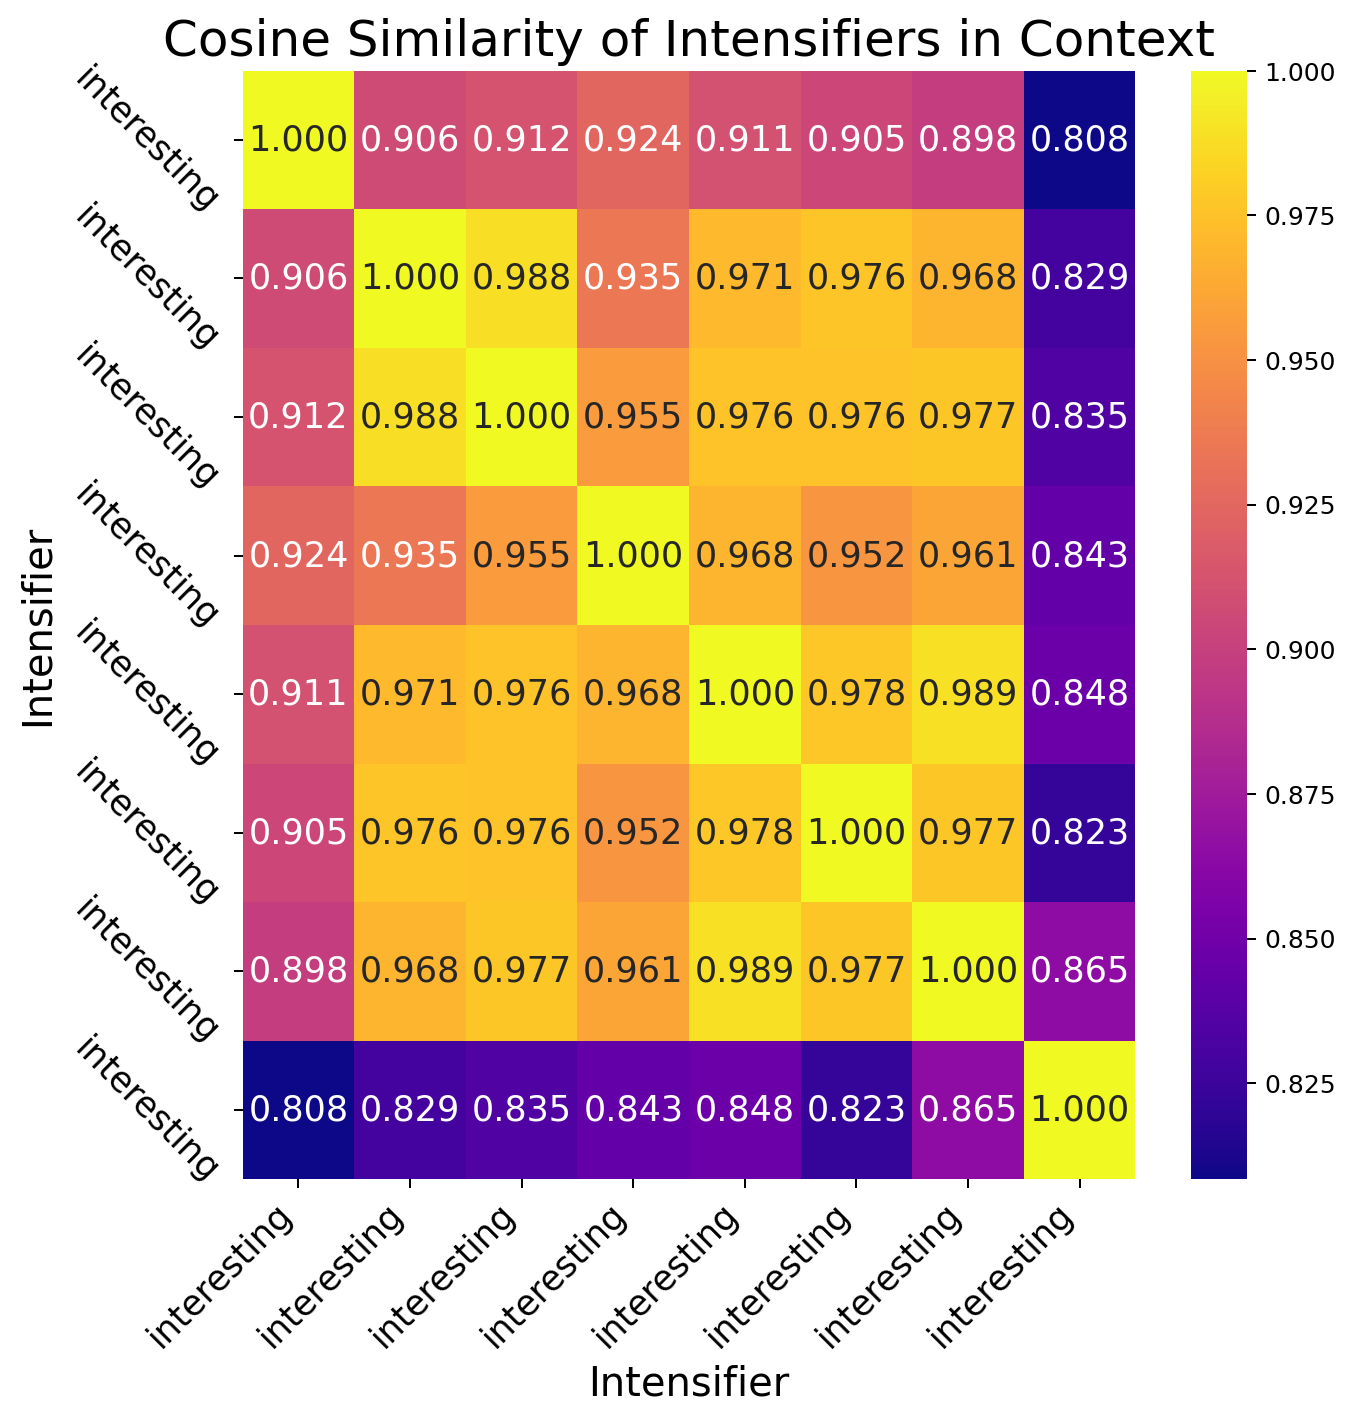 Cosine Similarity of Intensifiers in Context
interesting 1.000 0.906 0.912 0.924 0.911 0.905 0.898 0.808
interesting 0.906 1.000 0.988 0.935 0.971 0.976 0.968 0.829
interesting 0.912 0.988 1.000 0.955 0.976 0.976 0.977 0.835
interesting 0.924 0.935 0.955 1.000 0.968 0.952 0.961 0.843
interesting 0.911 0.971 0.976 0.968 1.000 0.978 0.989 0.848
interesting 0.905 0.976 0.976 0.952 0.978 1.000 0.977 0.823
interesting 0.898 0.968 0.977 0.961 0.989 0.977 1.000 0.865
interesting 0.808 0.829 0.835 0.843 0.848 0.823 0.865 1.000
interesting interesting interesting interesting interesting interesting interesting interesting
Intensifier
Intensifier
1.000
0.975
0.950
0.925
0.900
0.875
0.850
0.825